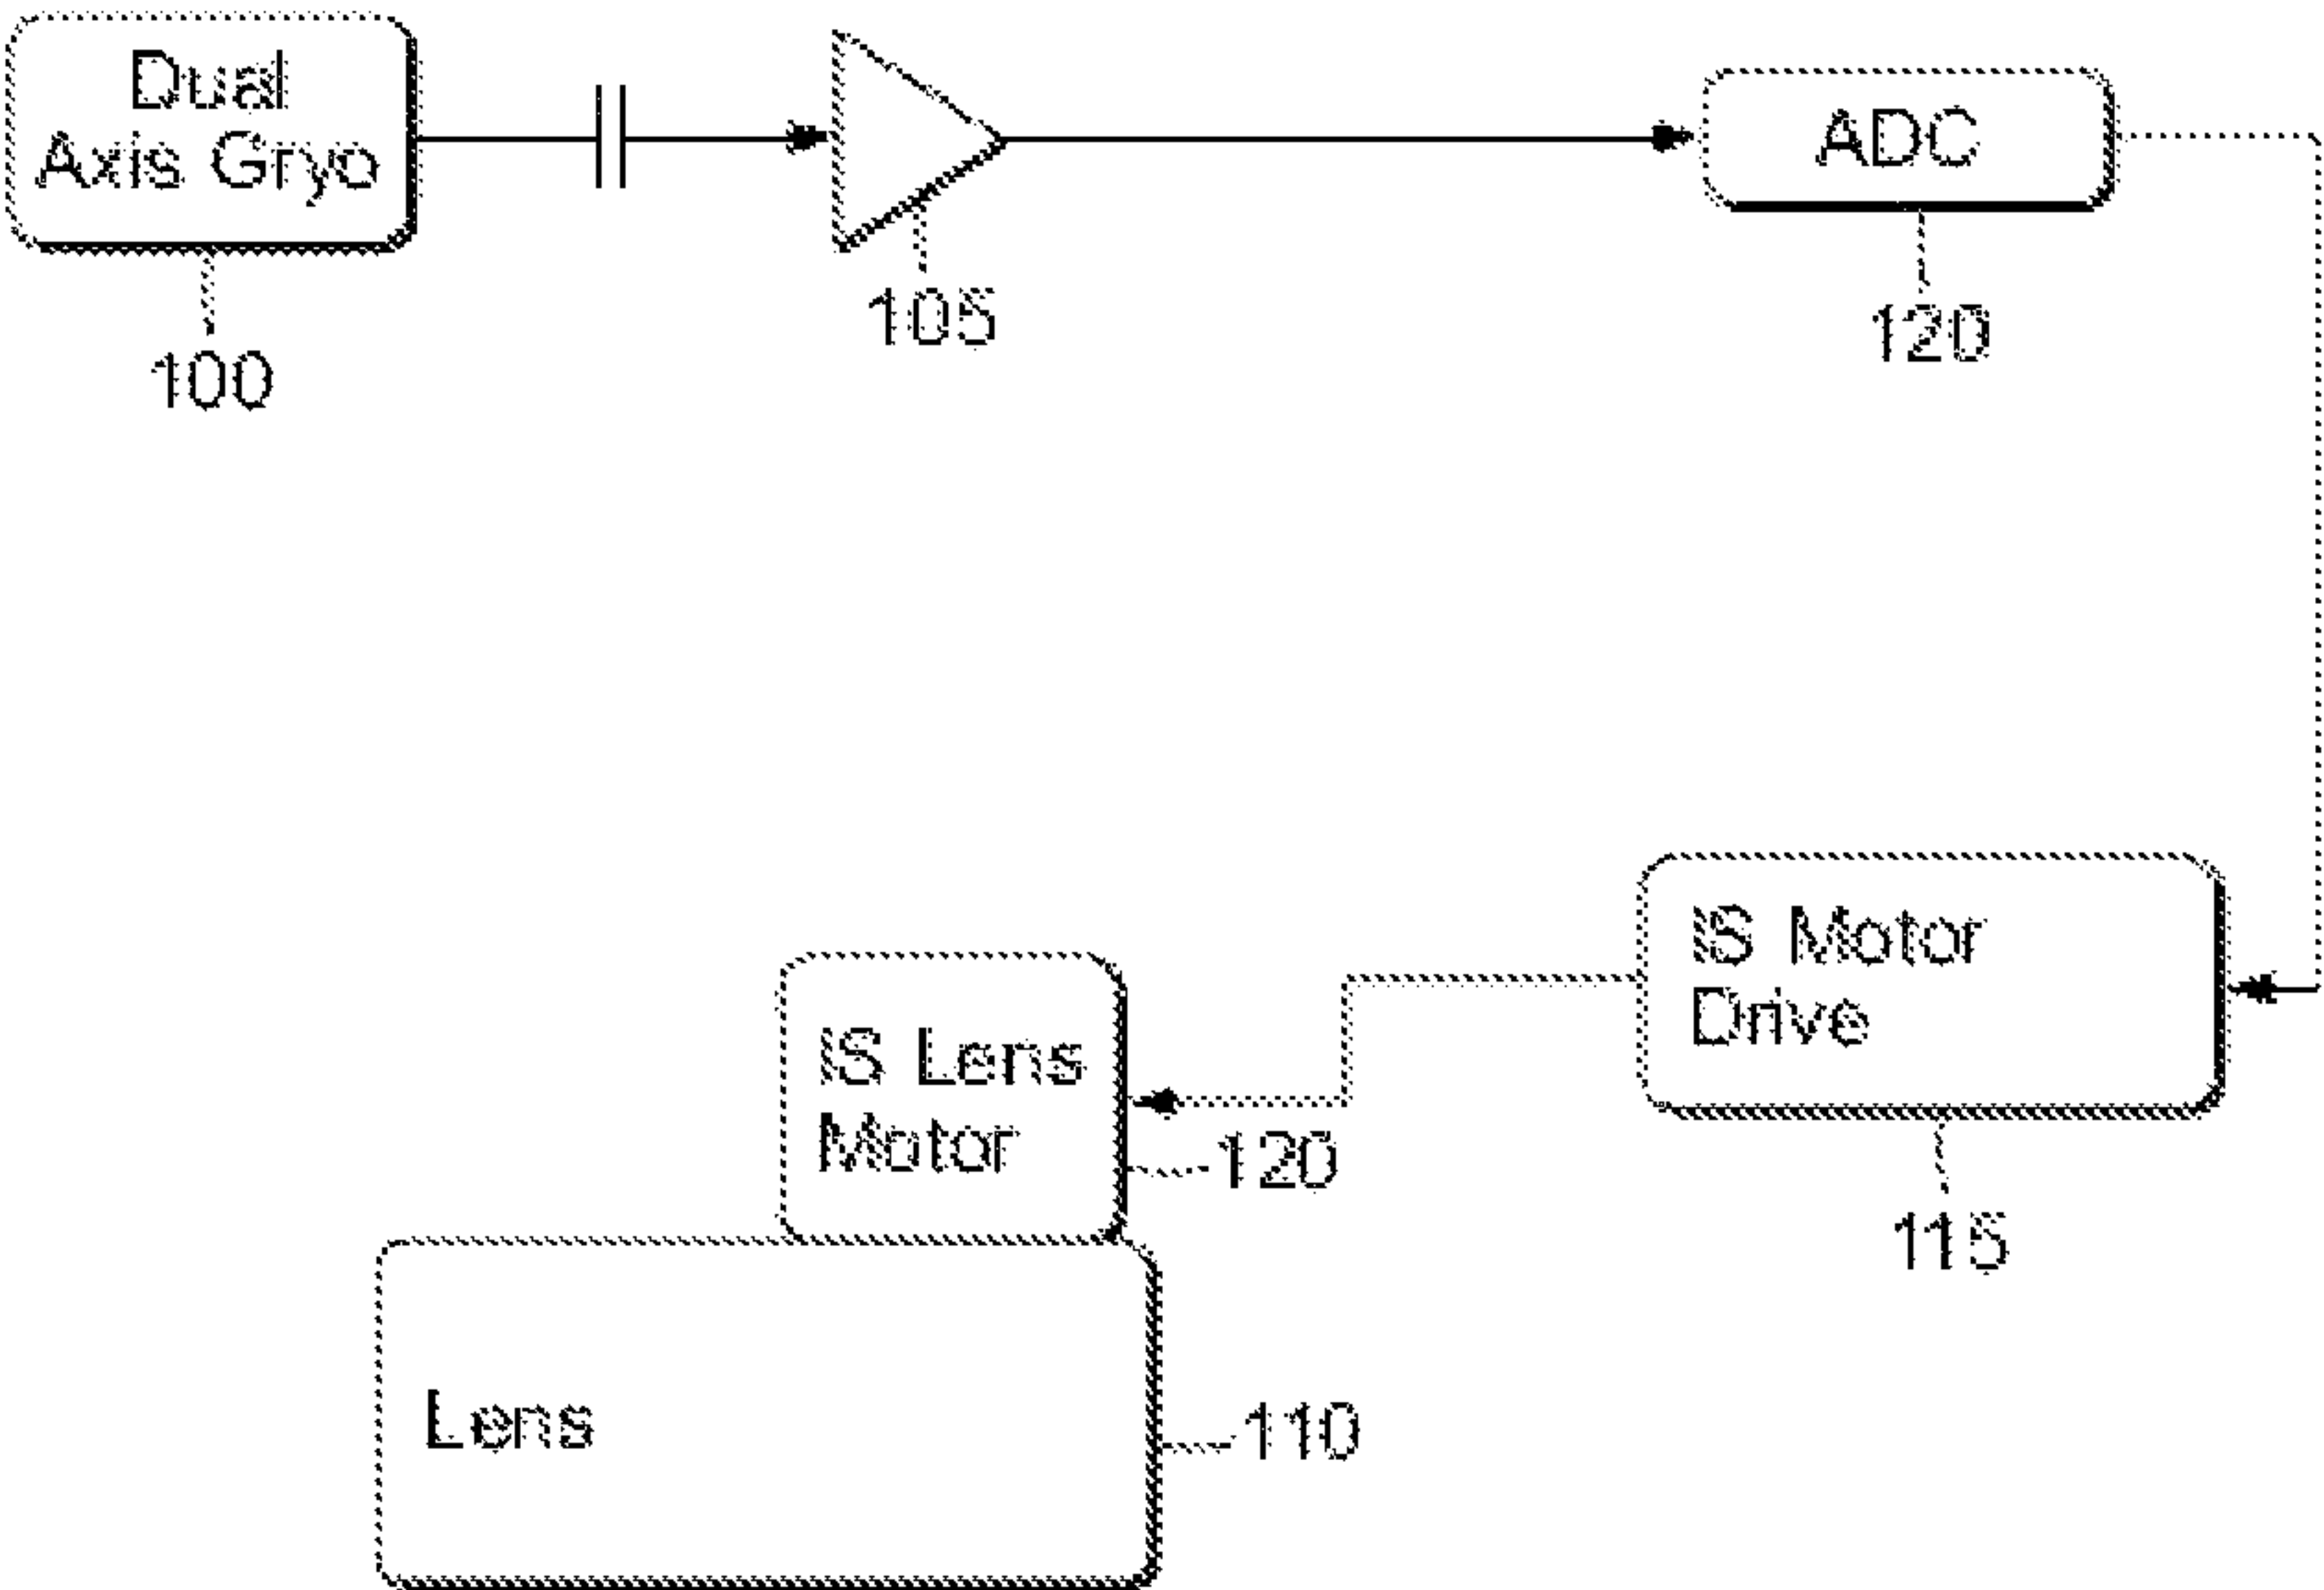 Dual
Axis Gryo
100
105
ADC
120
IS Motor
Drive
115
IS Lens
Motor
120
Lens
110